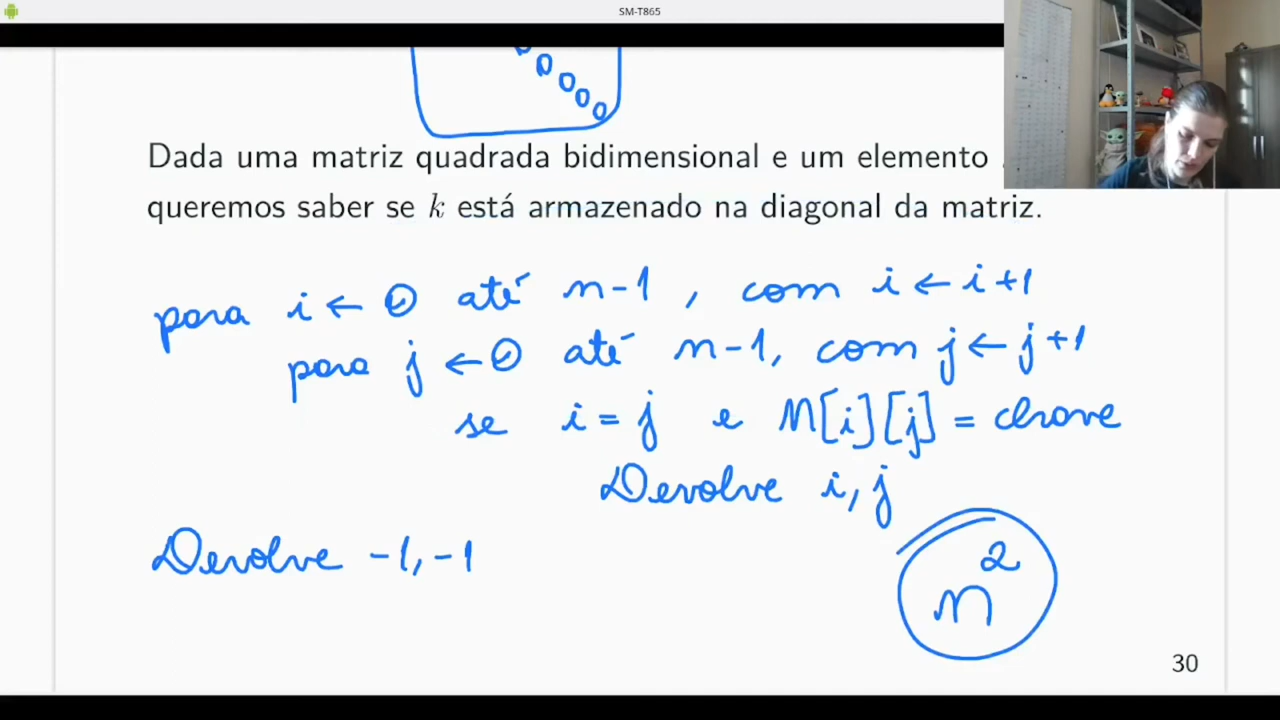 SM-T865
Dada uma matriz quadrada bidimensional e um elemento
queremos saber se k está armazenado na diagonal da matriz.
para i ← 0 até n-1 , com i ← i+1
para j ← 0 até n-1, com j ← j+1
se i = j e M[i][j] = chave
Devolve i, j
Devolve -1, -1
n²
30